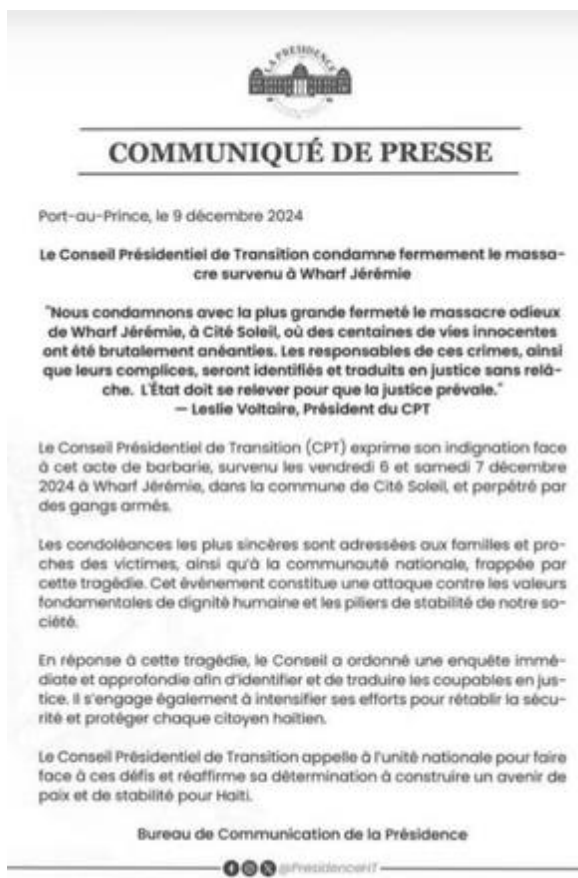 LA PRÉSIDENCE
COMMUNIQUÉ DE PRESSE
Port-au-Prince, le 9 décembre 2024
Le Conseil Présidentiel de Transition condamne fermement le massa-
cre survenu à Wharf Jérémie
"Nous condamnons avec la plus grande fermeté le massacre odieux
de Wharf Jérémie, à Cité Soleil, où des centaines de vies innocentes
ont été brutalement anéanties. Les responsables de ces crimes, ainsi
que leurs complices, seront identifiés et traduits en justice sans relâ-
che. L'État doit se relever pour que la justice prévale."
— Leslie Voltaire, Président du CPT
Le Conseil Présidentiel de Transition (CPT) exprime son indignation face
à cet acte de barbarie, survenu les vendredi 6 et samedi 7 décembre
2024 à Wharf Jérémie, dans la commune de Cité Soleil, et perpétré par
des gangs armés.
Les condoléances les plus sincères sont adressées aux familles et pro-
ches des victimes, ainsi qu'à la communauté nationale, frappée par
cette tragédie. Cet événement constitue une attaque contre les valeurs
fondamentales de dignité humaine et les piliers de stabilité de notre so-
ciété.
En réponse à cette tragédie, le Conseil a ordonné une enquête immé-
diate et approfondie afin d'identifier et de traduire les coupables en jus-
tice. Il s'engage également à intensifier ses efforts pour rétablir la sécu-
rité et protéger chaque citoyen haïtien.
Le Conseil Présidentiel de Transition appelle à l'unité nationale pour faire
face à ces défis et réaffirme sa détermination à construire un avenir de
paix et de stabilité pour Haïti.
Bureau de Communication de la Présidence
@PresidenceHT